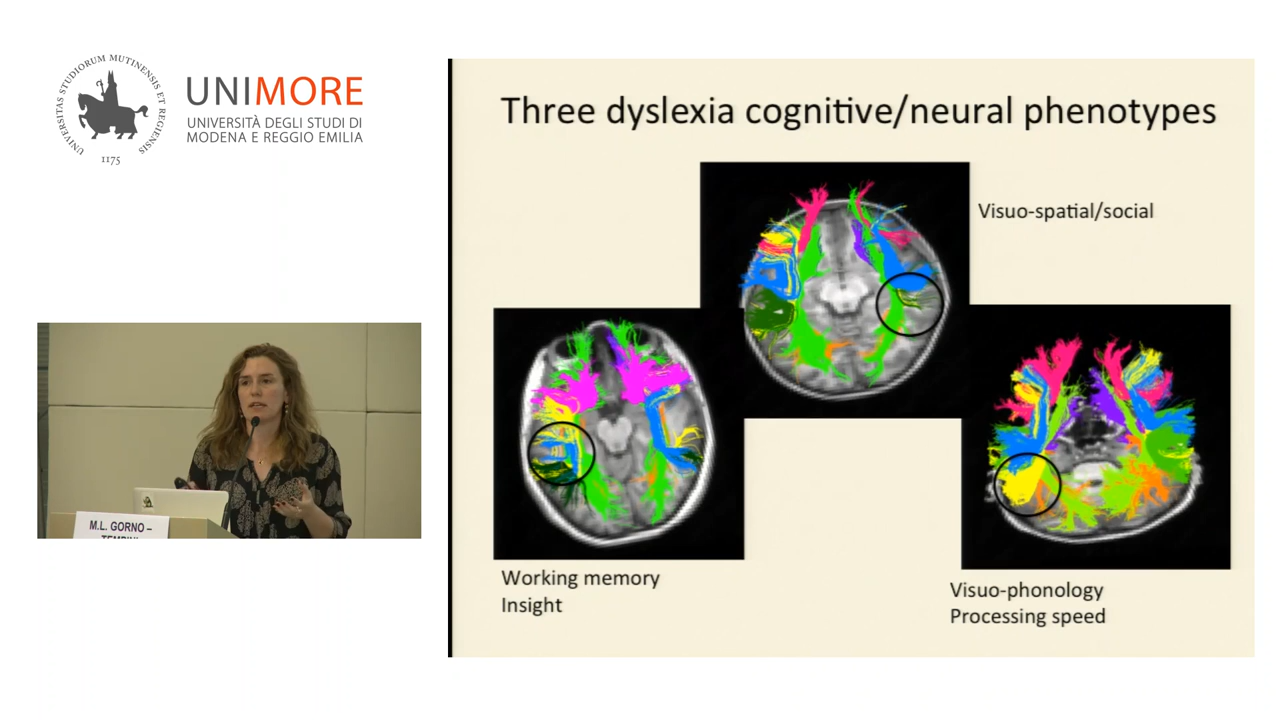 UNIVERSITAS STUDIORUM MUTINENSIS ET REGIENSIS
1175
UNIMORE
UNIVERSITÀ DEGLI STUDI DI
MODENA E REGGIO EMILIA
M.L. GORNO –
Three dyslexia cognitive/neural phenotypes
Visuo-spatial/social
Working memory
Insight
Visuo-phonology
Processing speed